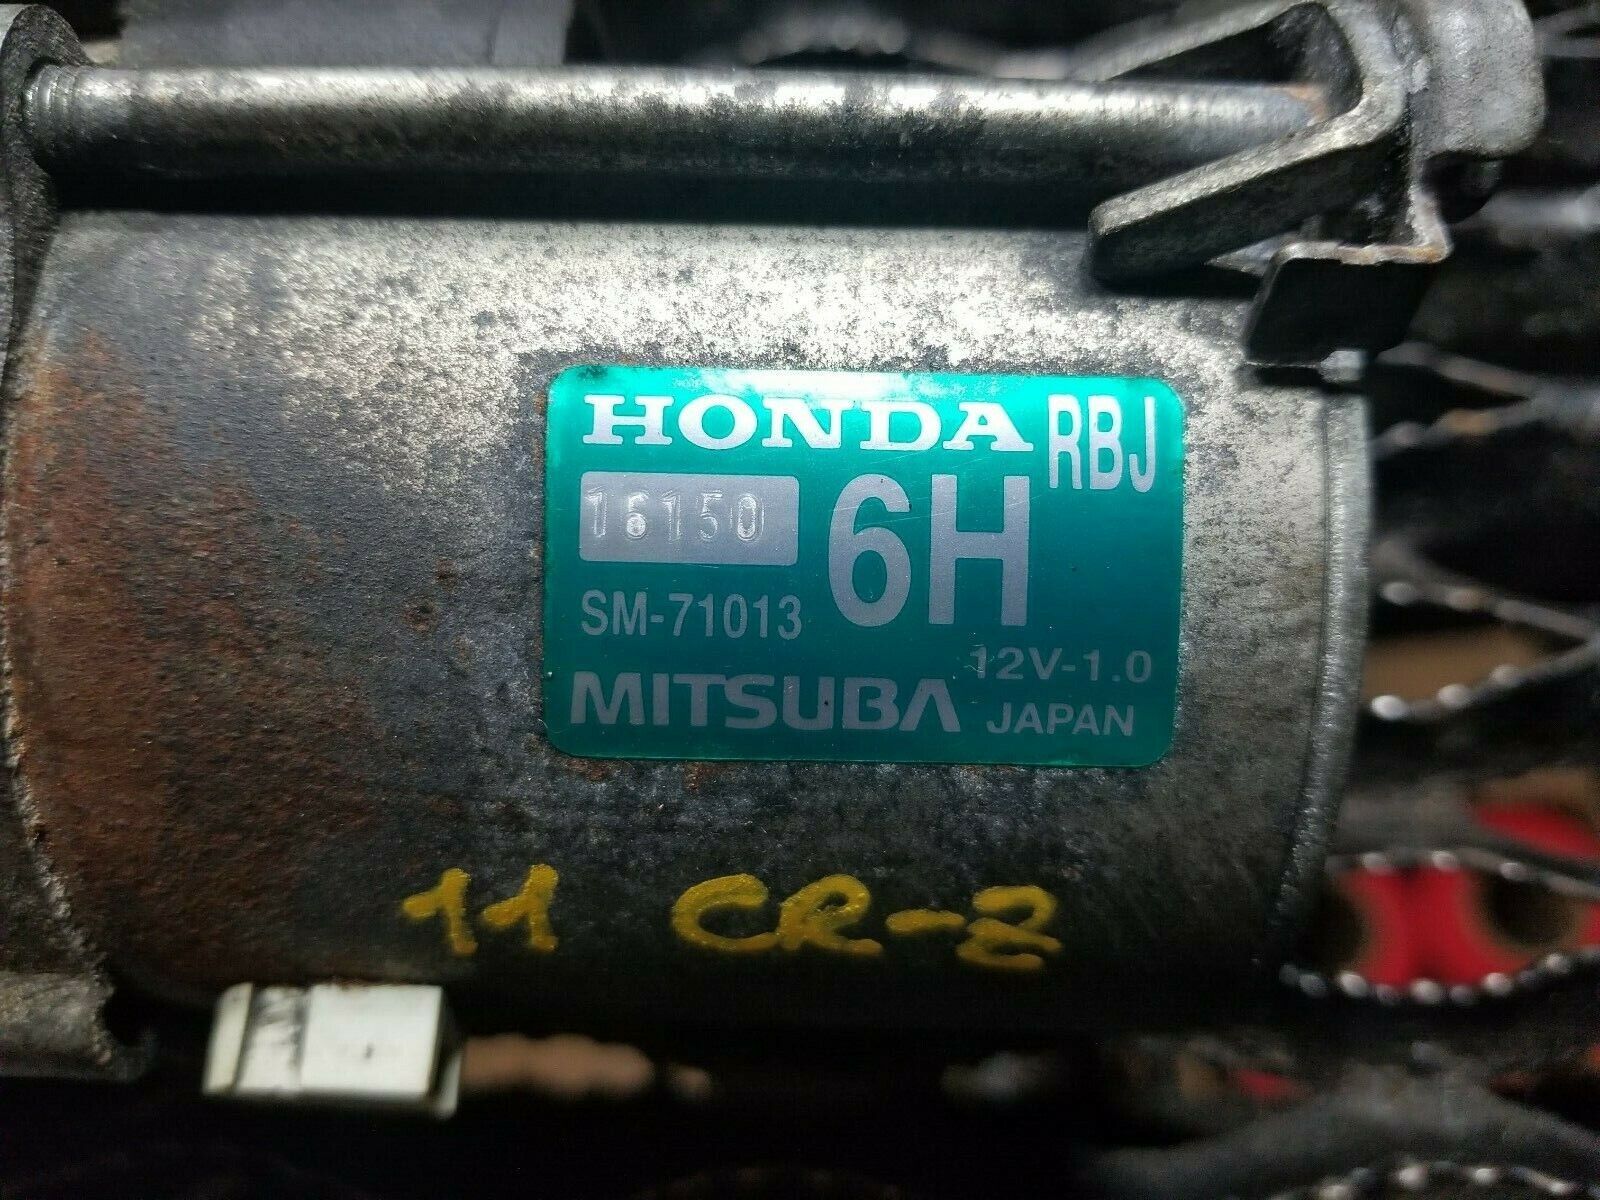 HONDA RBJ
16150 6H
SM-71013
12V-1.0
MITSUBA JAPAN
11 CR-Z